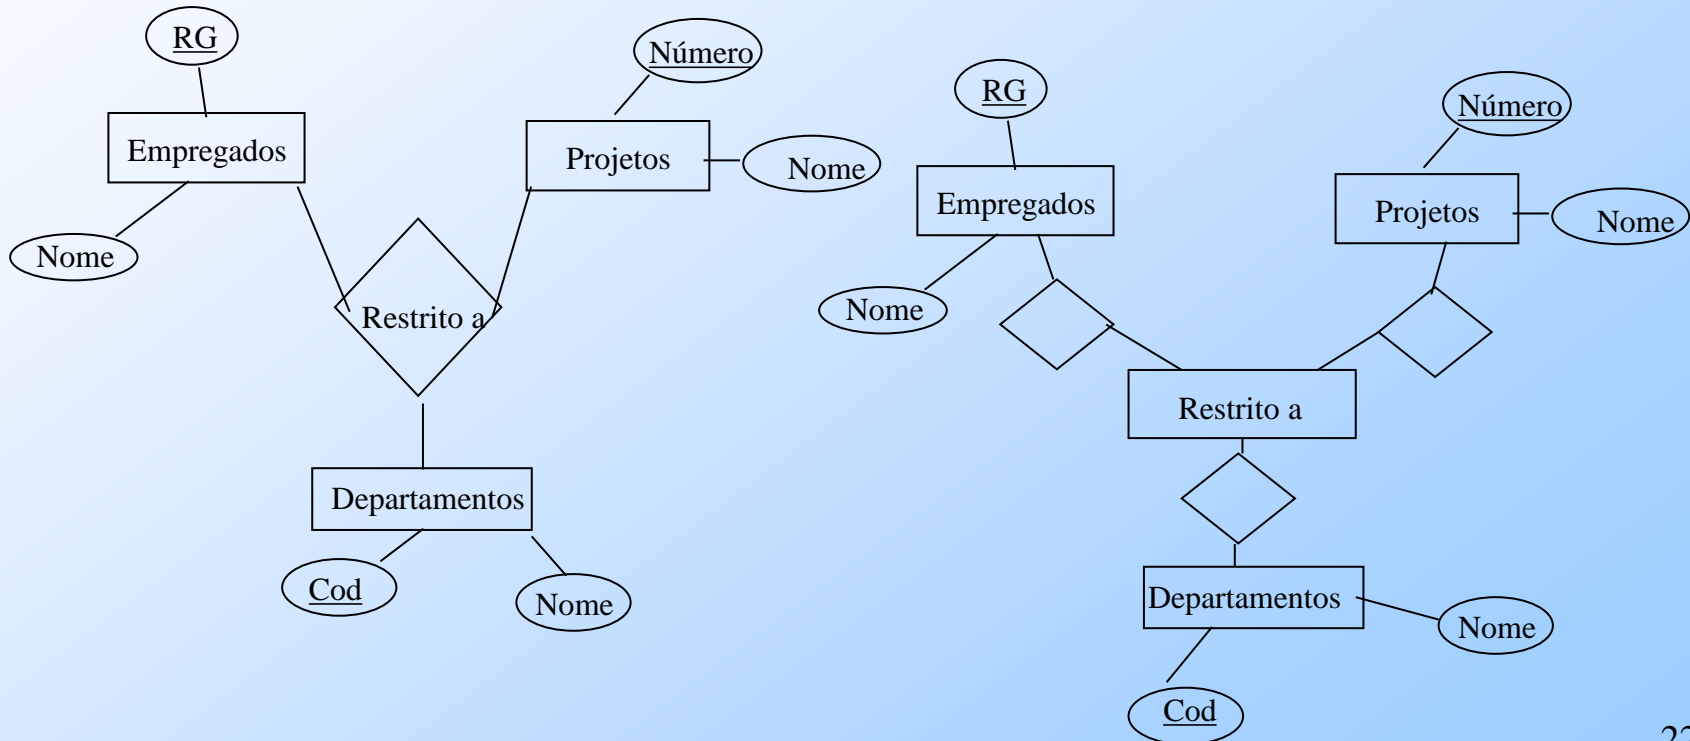 RG
Número
Empregados
Projetos
Nome
Nome
Restrito a
Departamentos
Cod
Nome
RG
Número
Empregados
Projetos
Nome
Nome
Restrito a
Departamentos
Nome
Cod